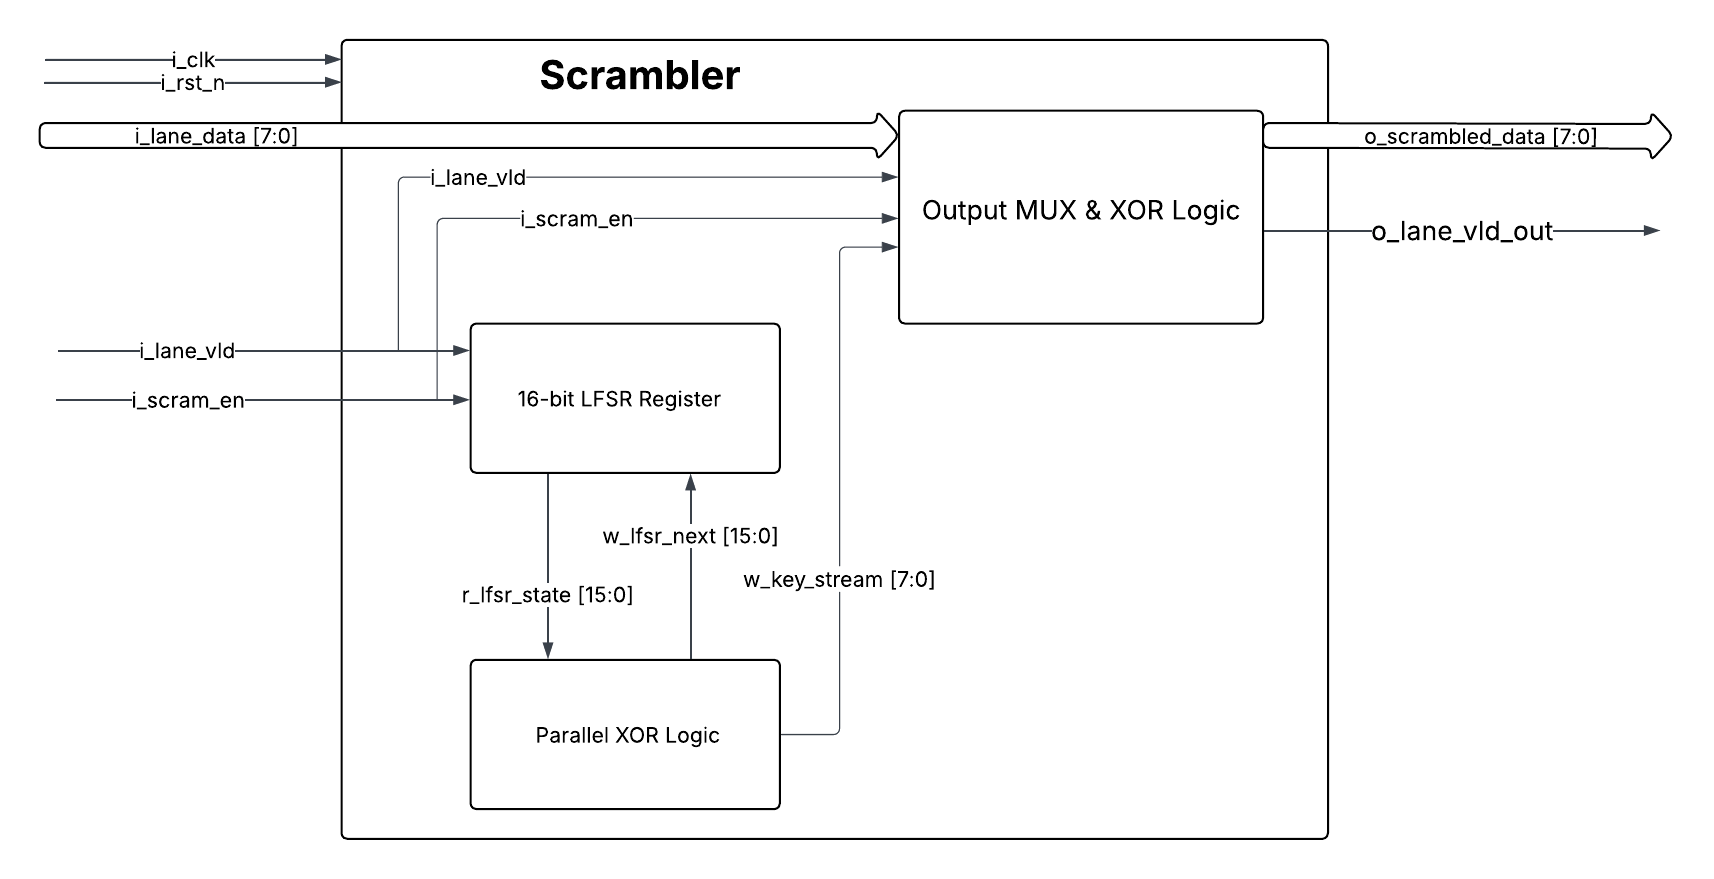 i_clk
i_rst_n
Scrambler
i_lane_data [7:0]
o_scrambled_data [7:0]
i_lane_vld
i_scram_en
Output MUX & XOR Logic
o_lane_vld_out
i_lane_vld
i_scram_en
16-bit LFSR Register
w_lfsr_next [15:0]
w_key_stream [7:0]
r_lfsr_state [15:0]
Parallel XOR Logic